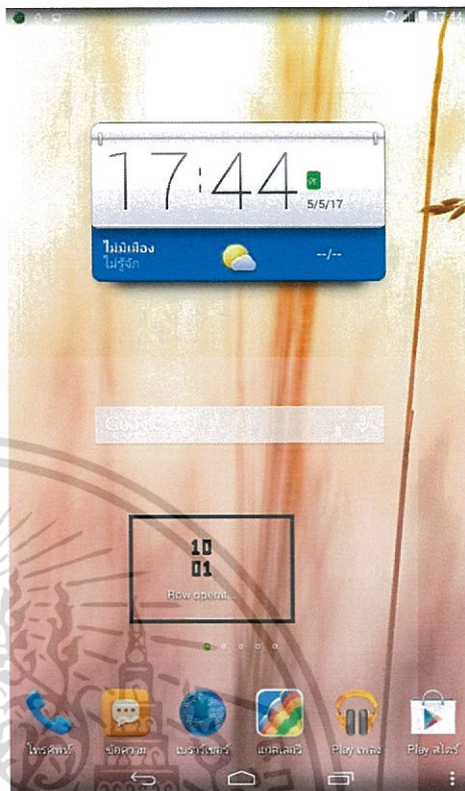 17:44
17:44
ศ.
5/5/17
ไม่มีเมือง
ไม่รู้จัก
--/--
Google
10
01
Row operat...
โทรศัพท์
ข้อความ
เบราว์เซอร์
แกลเลอรี
Play เพลง
Play สโตร์